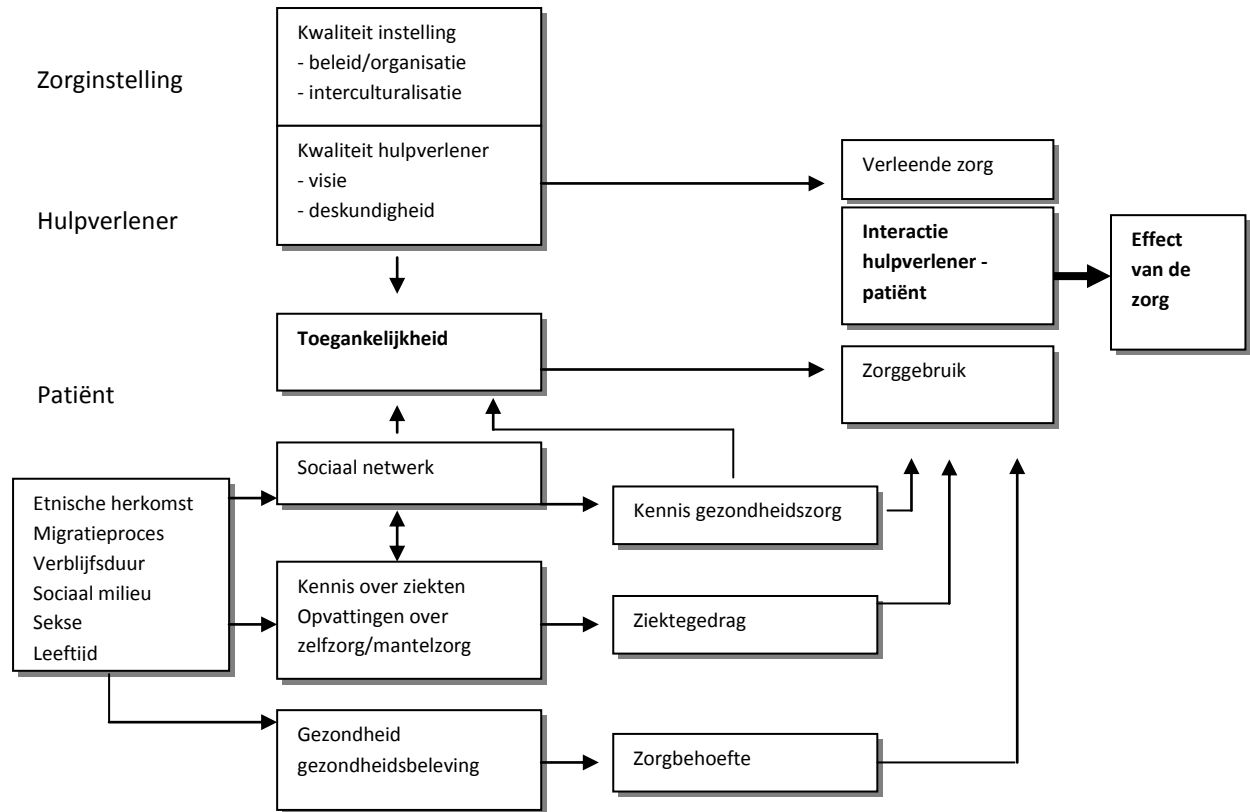 Zorginstelling
Kwaliteit instelling
- beleid/organisatie
- interculturalisatie
Hulpverlener
Kwaliteit hulpverlener
- visie
- deskundigheid
Verleende zorg
Interactie
hulpverlener -
patiënt
Effect
van de
zorg
Patiënt
Toegankelijkheid
Zorggebruik
Etnische herkomst
Migratieproces
Verblijfsduur
Sociaal milieu
Sekse
Leeftijd
Sociaal netwerk
Kennis gezondheidszorg
Kennis over ziekten
Opvattingen over
zelfzorg/mantelzorg
Ziektegedrag
Gezondheid
gezondheidsbeleving
Zorgbehoefte